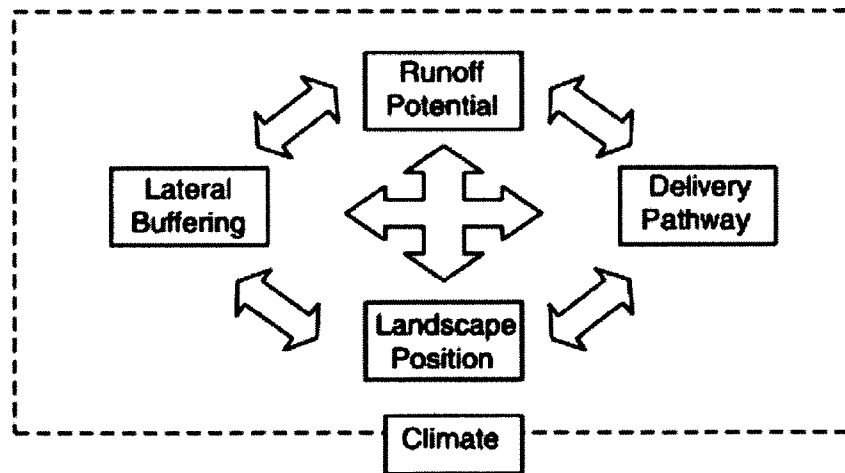 Runoff
Potential
Lateral
Buffering
Delivery
Pathway
Landscape
Position
Climate